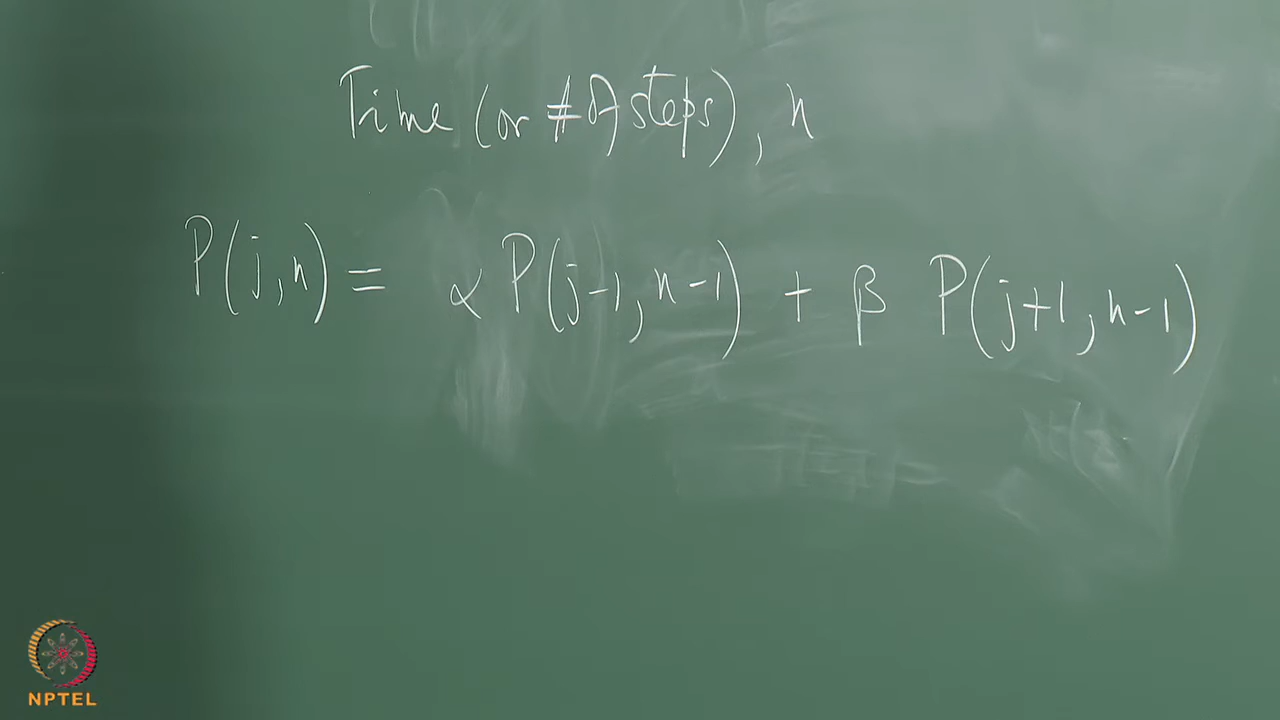 Time (or # of steps), n
P(j,n) = α P(j-1, n-1) + β P(j+1, n-1)
NPTEL